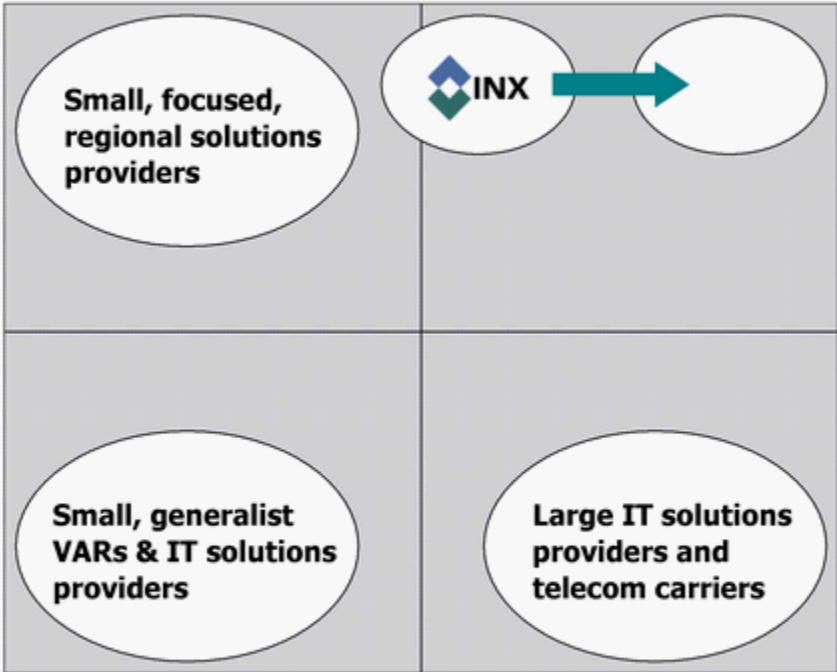 Small, focused,
regional solutions
providers
INX
Small, generalist
VARs & IT solutions
providers
Large IT solutions
providers and
telecom carriers